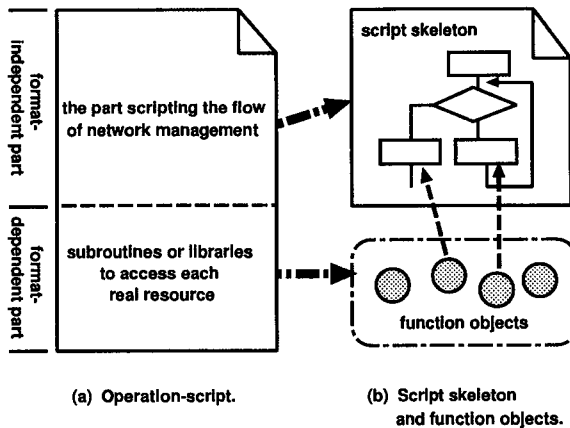 format-
independent part
the part scripting the flow
of network management
format-
dependent part
subroutines or libraries
to access each
real resource
(a) Operation-script.
script skeleton
function objects
(b) Script skeleton
and function objects.